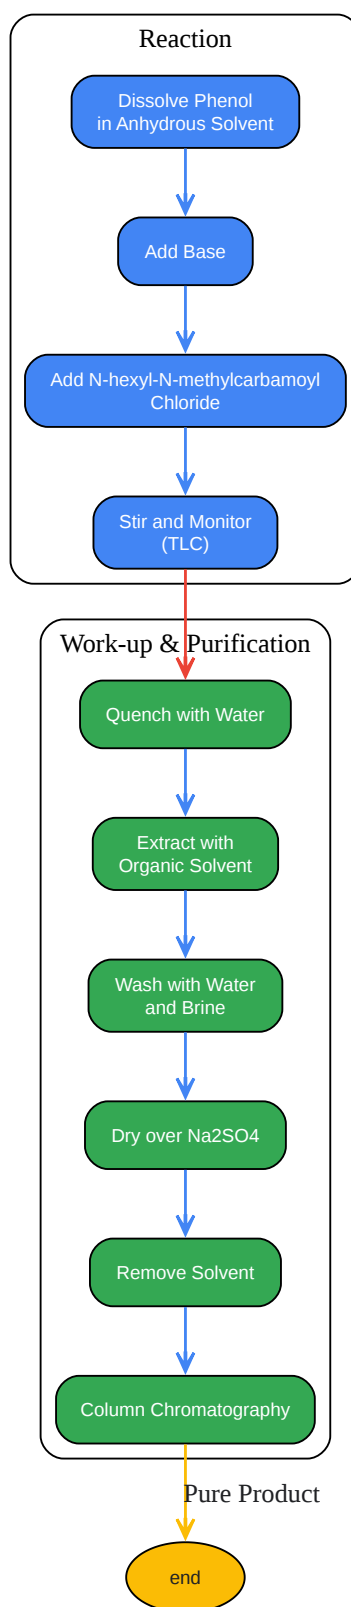 Reaction
Dissolve Phenol
in Anhydrous Solvent
Add Base
Add N-hexyl-N-methylcarbamoyl
Chloride
Stir and Monitor
(TLC)
Work-up & Purification
Quench with Water
Extract with
Organic Solvent
Wash with Water
and Brine
Dry over Na2SO4
Remove Solvent
Column Chromatography
Pure Product
end